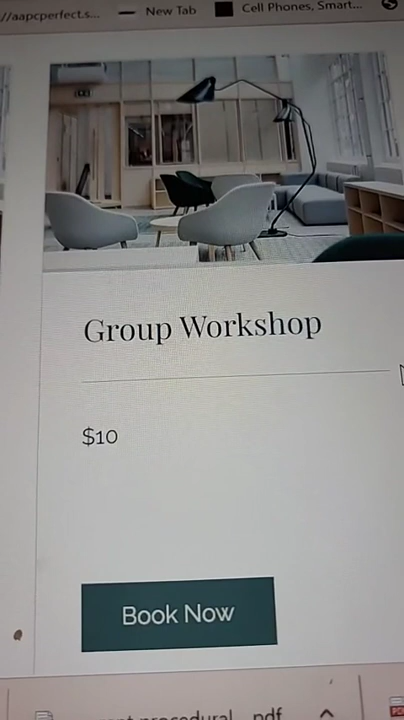 //aapcperfect.s...
New Tab
Cell Phones, Smart...
Group Workshop
$10
Book Now
procedural....pdf